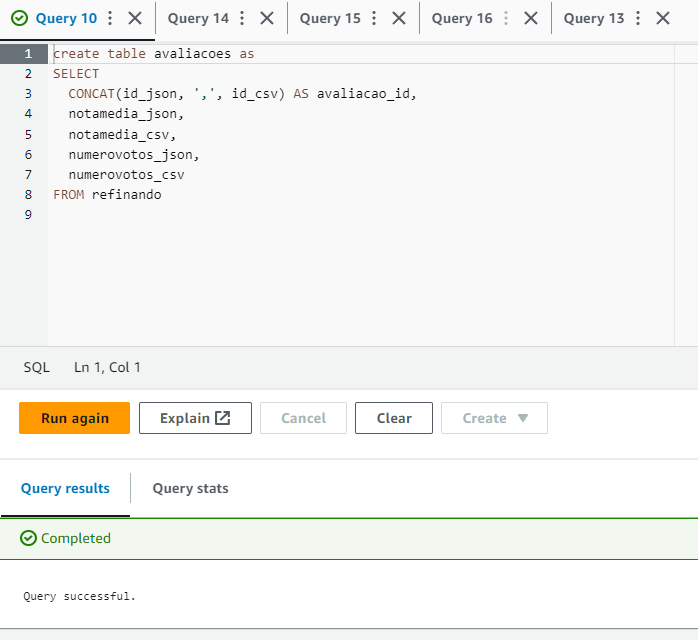 Query 10 Query 14 Query 15 Query 16 Query 13
1 create table avaliacoes as
2 SELECT
3 CONCAT(id_json, ',', id_csv) AS avaliacao_id,
4 notamedia_json,
5 notamedia_csv,
6 numerovotos_json,
7 numerovotos_csv
8 FROM refinando
9
SQL Ln 1, Col 1
Run again Explain Cancel Clear Create
Query results Query stats
Completed
Query successful.